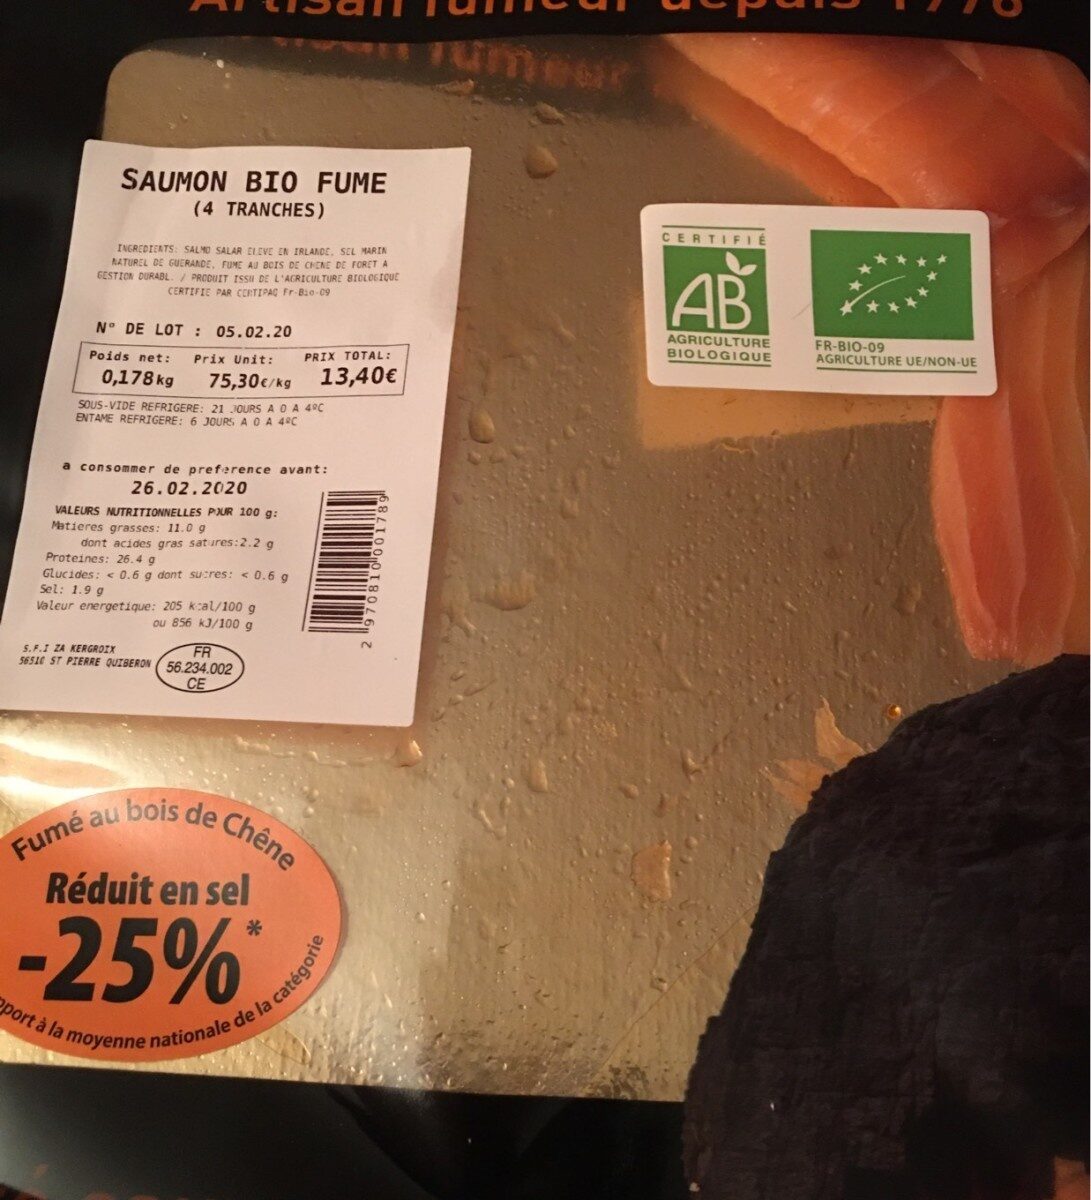 Artisan fumeur depuis 1776
SAUMON BIO FUME
(4 TRANCHES)
INGREDIENTS: SALMO SALAR ELEVE EN IRLANDE, SEL MARIN
NATUREL DE GUERANDE, FUME AU BOIS DE CHENE DE FORET A
GESTION DURABL. / PRODUIT ISSU DE L'AGRICULTURE BIOLOGIQUE
CERTIFIE PAR CERTIPAQ Fr-Bio-09
N° DE LOT : 05.02.20
Poids net: Prix Unit: PRIX TOTAL:
0,178kg 75,30€/kg 13,40€
SOUS-VIDE REFRIGERE: 21 JOURS A 0 A 4ºC
ENTAME REFRIGERE: 6 JOURS A 0 A 4ºC
a consommer de preference avant:
26.02.2020
VALEURS NUTRITIONNELLES POUR 100 g:
Matieres grasses: 11.0 g
dont acides gras satures:2.2 g
Proteines: 26.4 g
Glucides: < 0.6 g dont sucres: < 0.6 g
Sel: 1.9 g
Valeur energetique: 205 kcal/100 g
ou 856 kJ/100 g
2 970810 001789
S.F.I ZA KERGROIX
56510 ST PIERRE QUIBERON
FR
56.234.002
CE
CERTIFIÉ
AB
AGRICULTURE
BIOLOGIQUE
FR-BIO-09
AGRICULTURE UE/NON-UE
Fumé au bois de Chêne
Réduit en sel
-25%*
à la moyenne nationale de la catégorie